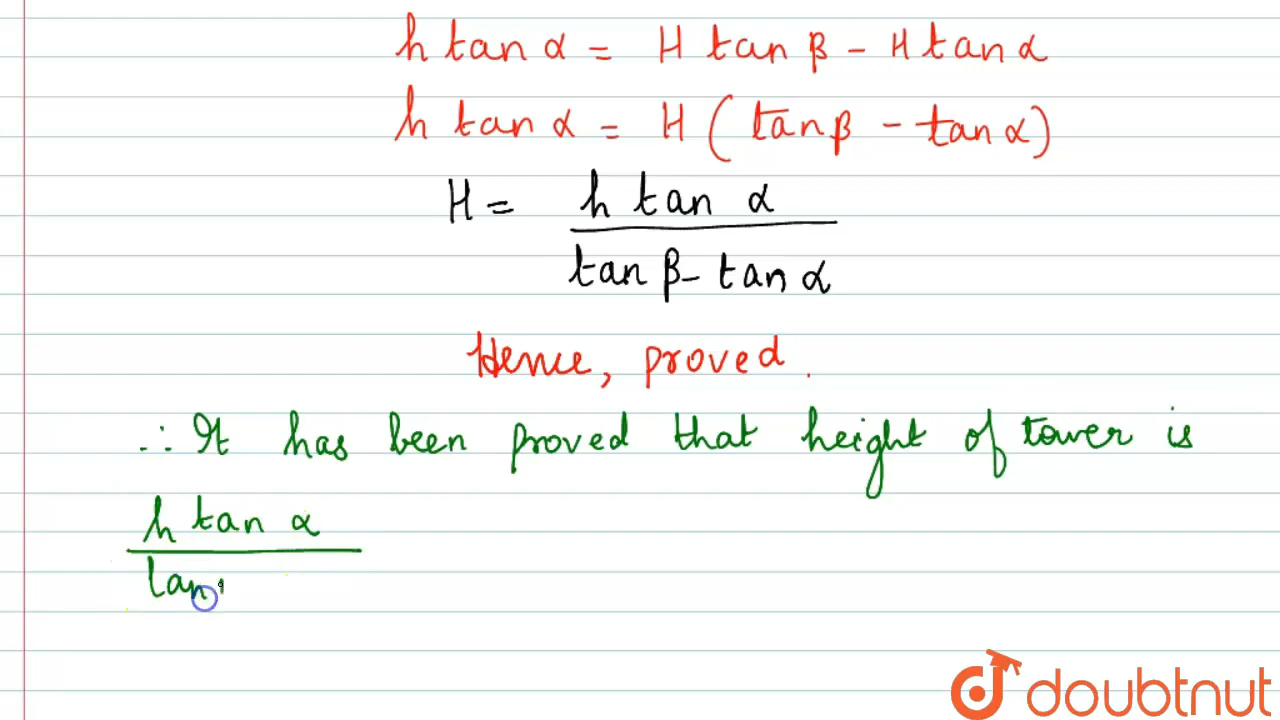 h tan α = H tan β - H tan α
h tan α = H (tan β - tan α)
H = h tan α
tan β - tan α
Hence, proved.
∴ It has been proved that height of tower is
h tan α
tan
doubtnut